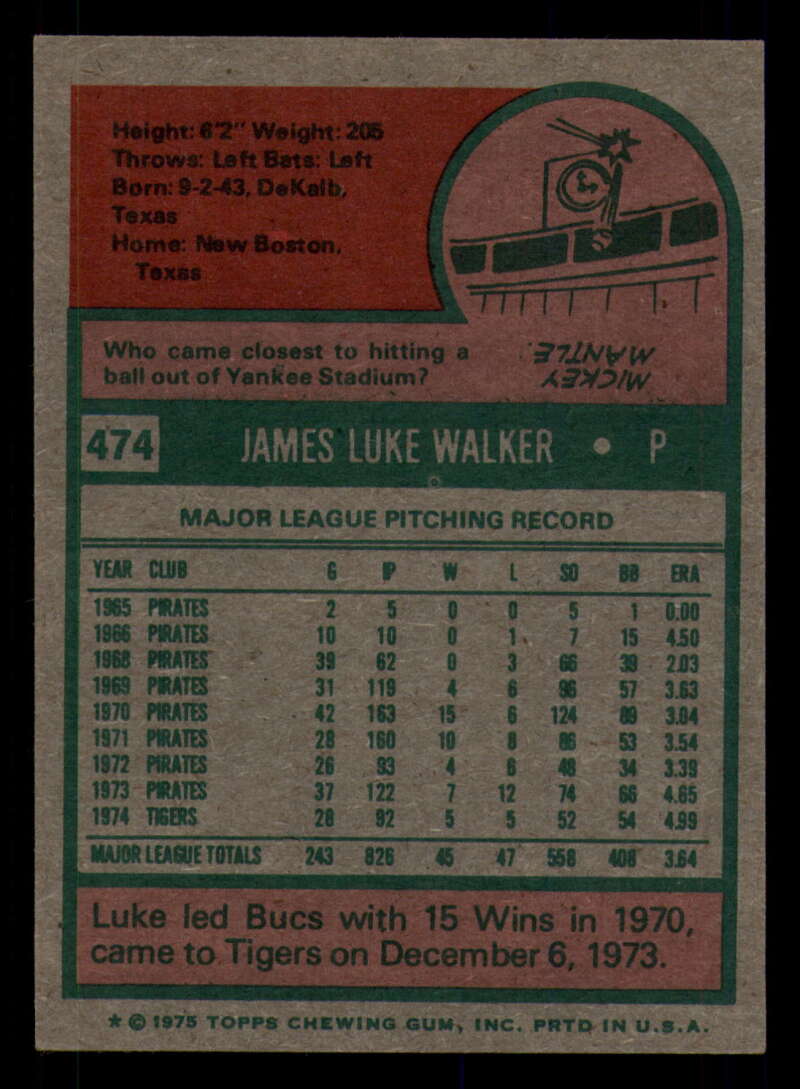 Height: 6'2" Weight: 205
Throws: Left Bats: Left
Born: 9-2-43, DeKalb,
Texas
Home: New Boston,
Texas
Who came closest to hitting a
ball out of Yankee Stadium?
MICKEY
MANTLE.
474 JAMES LUKE WALKER • P
MAJOR LEAGUE PITCHING RECORD
YEAR CLUB G IP W L SO BB ERA
1965 PIRATES 2 5 0 0 5 1 0.00
1966 PIRATES 10 10 0 1 7 15 4.50
1968 PIRATES 39 62 0 3 66 39 2.03
1969 PIRATES 31 119 4 6 96 57 3.63
1970 PIRATES 42 163 15 6 124 89 3.04
1971 PIRATES 28 160 10 8 86 53 3.54
1972 PIRATES 26 93 4 6 48 34 3.39
1973 PIRATES 37 122 7 12 74 66 4.65
1974 TIGERS 28 92 5 5 52 54 4.99
MAJOR LEAGUE TOTALS 243 826 45 47 558 408 3.64
Luke led Bucs with 15 Wins in 1970,
came to Tigers on December 6, 1973.
* © 1975 TOPPS CHEWING GUM, INC. PRTD IN U.S.A.